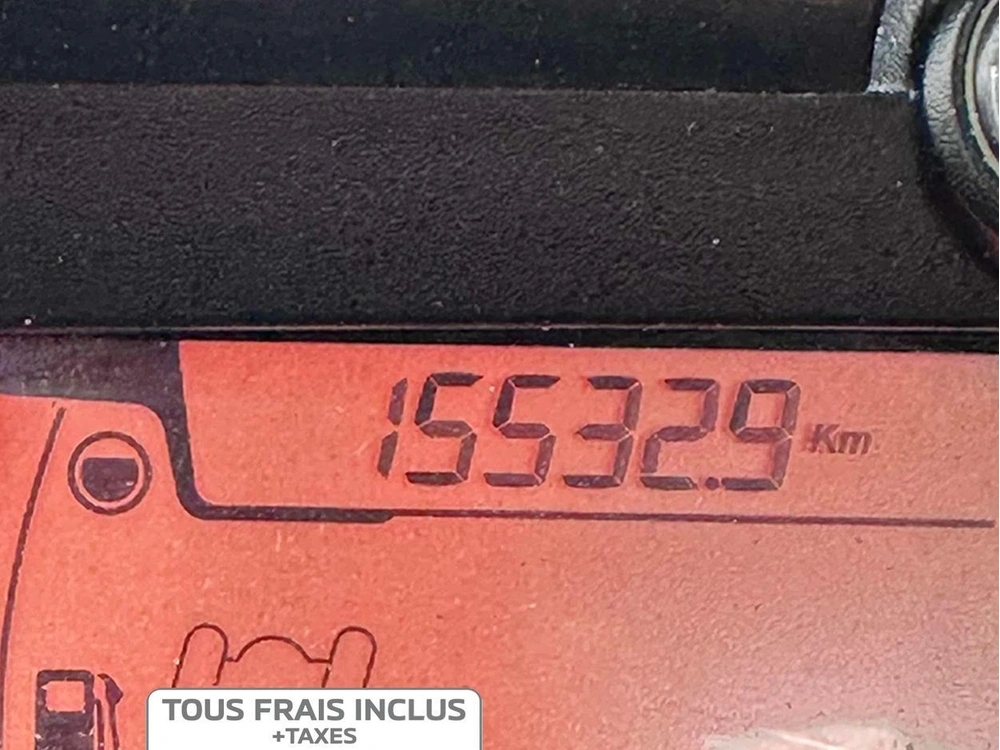 15532.9 Km
TOUS FRAIS INCLUS
+TAXES